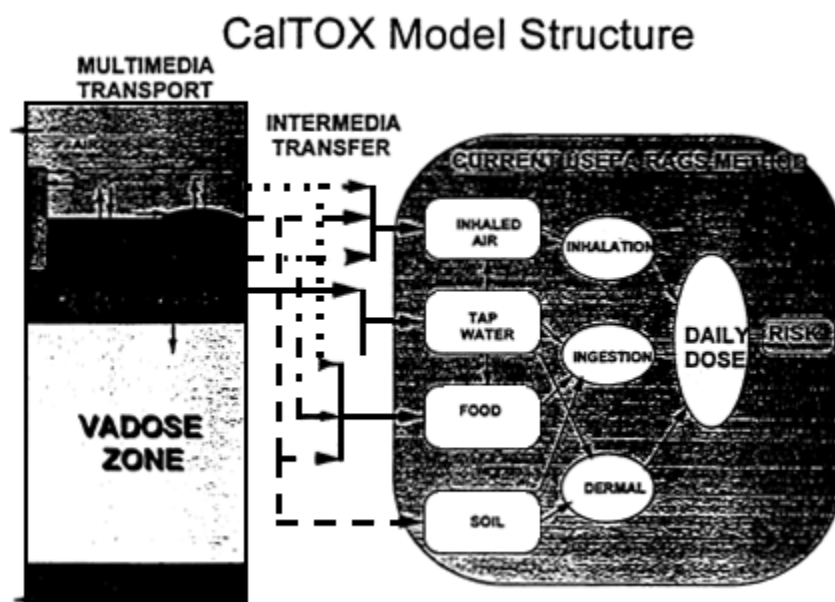 CalTOX Model Structure
MULTIMEDIA
TRANSPORT
INTERMEDIA
TRANSFER
CURRENT USEPA RAGS METHOD
INHALED
AIR
INHALATION
TAP
WATER
INGESTION
DAILY
DOSE
RISK
FOOD
VADOSE
ZONE
DERMAL
SOIL